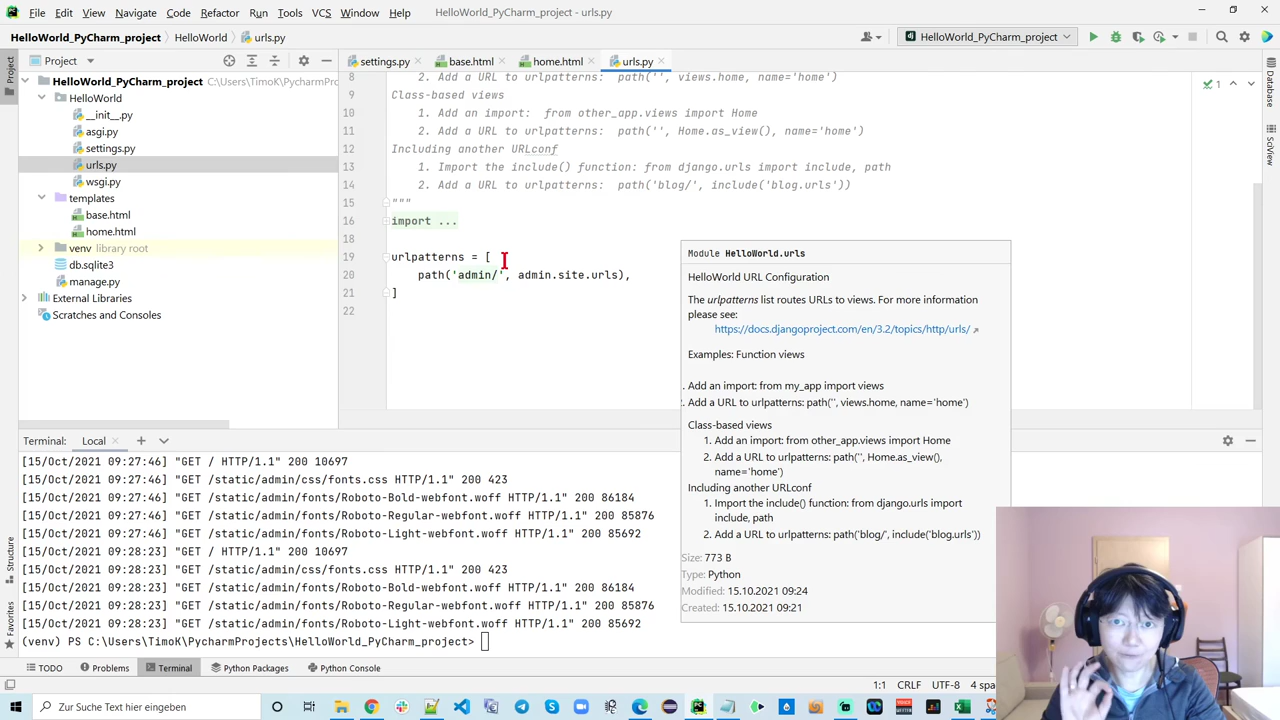 File Edit View Navigate Code Refactor Run Tools VCS Window Help HelloWorld_PyCharm_project - urls.py
HelloWorld_PyCharm_project HelloWorld urls.py HelloWorld_PyCharm_project
Project settings.py base.html home.html urls.py
HelloWorld_PyCharm_project C:\Users\TimoK\PycharmPro
HelloWorld
__init__.py
asgi.py
settings.py
urls.py
wsgi.py
templates
base.html
home.html
venv library root
db.sqlite3
manage.py
External Libraries
Scratches and Consoles
Project
Structure
Favorites
Database
SciView
1
8 2. Add a URL to urlpatterns: path('', views.home, name='home')
9 Class-based views
10 1. Add an import: from other_app.views import Home
11 2. Add a URL to urlpatterns: path('', Home.as_view(), name='home')
12 Including another URLconf
13 1. Import the include() function: from django.urls import include, path
14 2. Add a URL to urlpatterns: path('blog/', include('blog.urls'))
15 """
16 import ...
18
19 urlpatterns = [
20 path('admin/', admin.site.urls),
21 ]
22
Module HelloWorld.urls
HelloWorld URL Configuration
The urlpatterns list routes URLs to views. For more information
please see:
https://docs.djangoproject.com/en/3.2/topics/http/urls/
Examples: Function views
. Add an import: from my_app import views
. Add a URL to urlpatterns: path('', views.home, name='home')
Class-based views
1. Add an import: from other_app.views import Home
2. Add a URL to urlpatterns: path('', Home.as_view(),
name='home')
Including another URLconf
1. Import the include() function: from django.urls import
include, path
2. Add a URL to urlpatterns: path('blog/', include('blog.urls'))
Size: 773 B
Type: Python
Modified: 15.10.2021 09:24
Created: 15.10.2021 09:21
Terminal: Local
[15/Oct/2021 09:27:46] "GET / HTTP/1.1" 200 10697
[15/Oct/2021 09:27:46] "GET /static/admin/css/fonts.css HTTP/1.1" 200 423
[15/Oct/2021 09:27:46] "GET /static/admin/fonts/Roboto-Bold-webfont.woff HTTP/1.1" 200 86184
[15/Oct/2021 09:27:46] "GET /static/admin/fonts/Roboto-Regular-webfont.woff HTTP/1.1" 200 85876
[15/Oct/2021 09:27:46] "GET /static/admin/fonts/Roboto-Light-webfont.woff HTTP/1.1" 200 85692
[15/Oct/2021 09:28:23] "GET / HTTP/1.1" 200 10697
[15/Oct/2021 09:28:23] "GET /static/admin/css/fonts.css HTTP/1.1" 200 423
[15/Oct/2021 09:28:23] "GET /static/admin/fonts/Roboto-Bold-webfont.woff HTTP/1.1" 200 86184
[15/Oct/2021 09:28:23] "GET /static/admin/fonts/Roboto-Regular-webfont.woff HTTP/1.1" 200 85876
[15/Oct/2021 09:28:23] "GET /static/admin/fonts/Roboto-Light-webfont.woff HTTP/1.1" 200 85692
(venv) PS C:\Users\TimoK\PycharmProjects\HelloWorld_PyCharm_project>
TODO Problems Terminal Python Packages Python Console
1:1 CRLF UTF-8 4 spa
Zur Suche Text hier eingeben